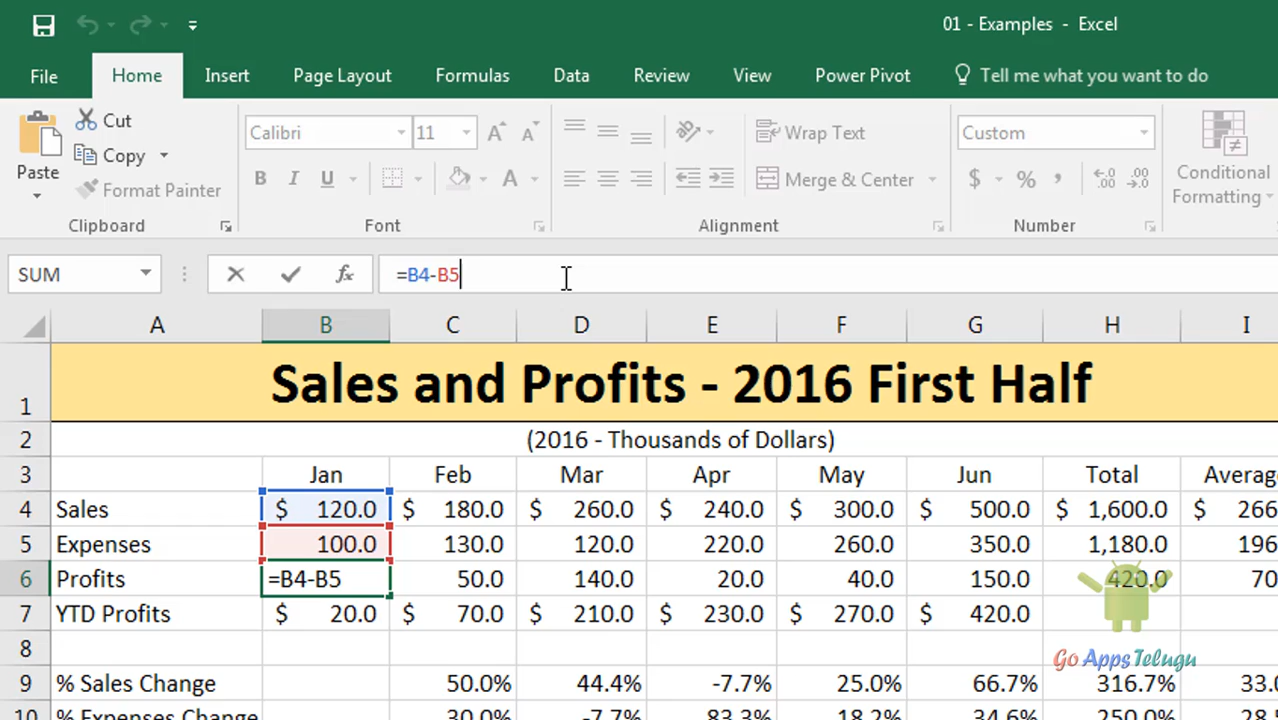 01 - Examples - Excel
File Home Insert Page Layout Formulas Data Review View Power Pivot Tell me what you want to do
Paste Cut Copy Format Painter
Clipboard
Calibri 11
B I U A
Font
Wrap Text
Merge & Center
Alignment
Custom
$ % ,
Number
Conditional
Formatting
SUM fx =B4-B5
A B C D E F G H I
1 Sales and Profits - 2016 First Half
2 (2016 - Thousands of Dollars)
3 Jan Feb Mar Apr May Jun Total Average
4 Sales $ 120.0 $ 180.0 $ 260.0 $ 240.0 $ 300.0 $ 500.0 $ 1,600.0 $ 266
5 Expenses 100.0 130.0 120.0 220.0 260.0 350.0 1,180.0 196
6 Profits =B4-B5 50.0 140.0 20.0 40.0 150.0 420.0 70
7 YTD Profits $ 20.0 $ 70.0 $ 210.0 $ 230.0 $ 270.0 $ 420.0
8
Go AppsTelugu
9 % Sales Change 50.0% 44.4% -7.7% 25.0% 66.7% 316.7% 33.0
10 % Expenses Change 30.0% -7.7% 83.3% 18.2% 34.6% 250.0%